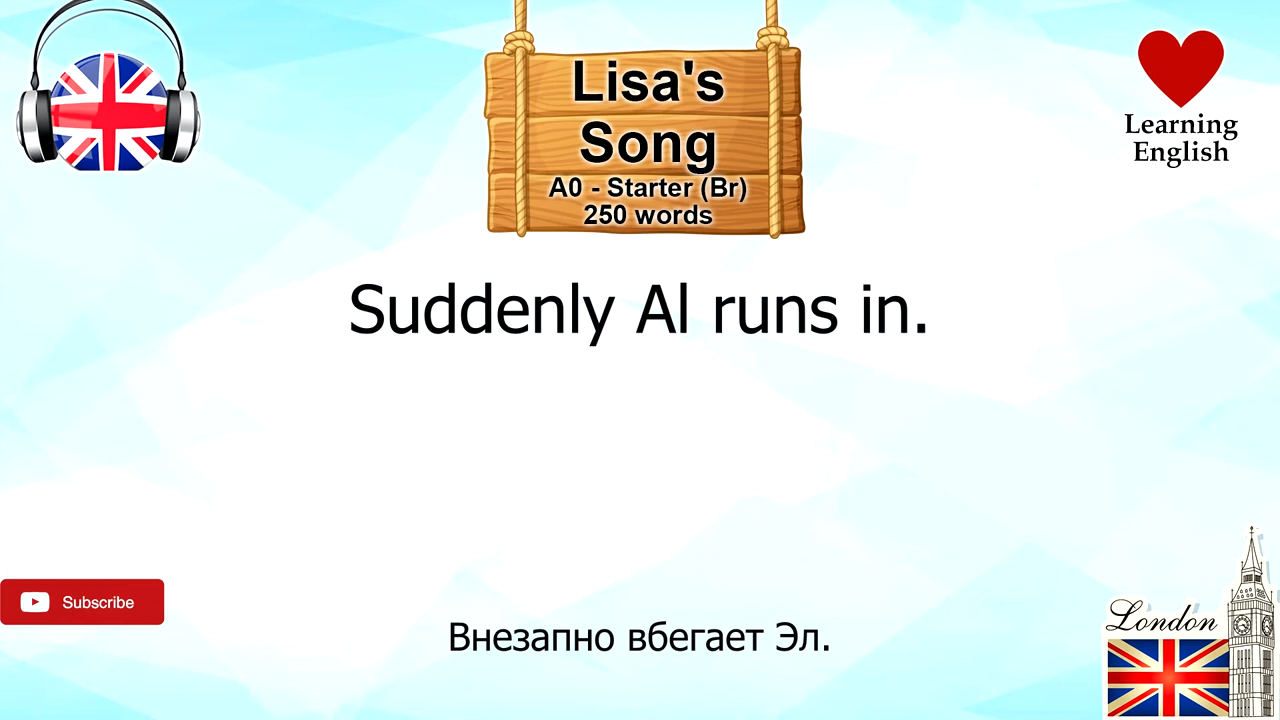 Lisa's
Song
A0 - Starter (Br)
250 words
Learning
English
Suddenly Al runs in.
Subscribe
Внезапно вбегает Эл.
London